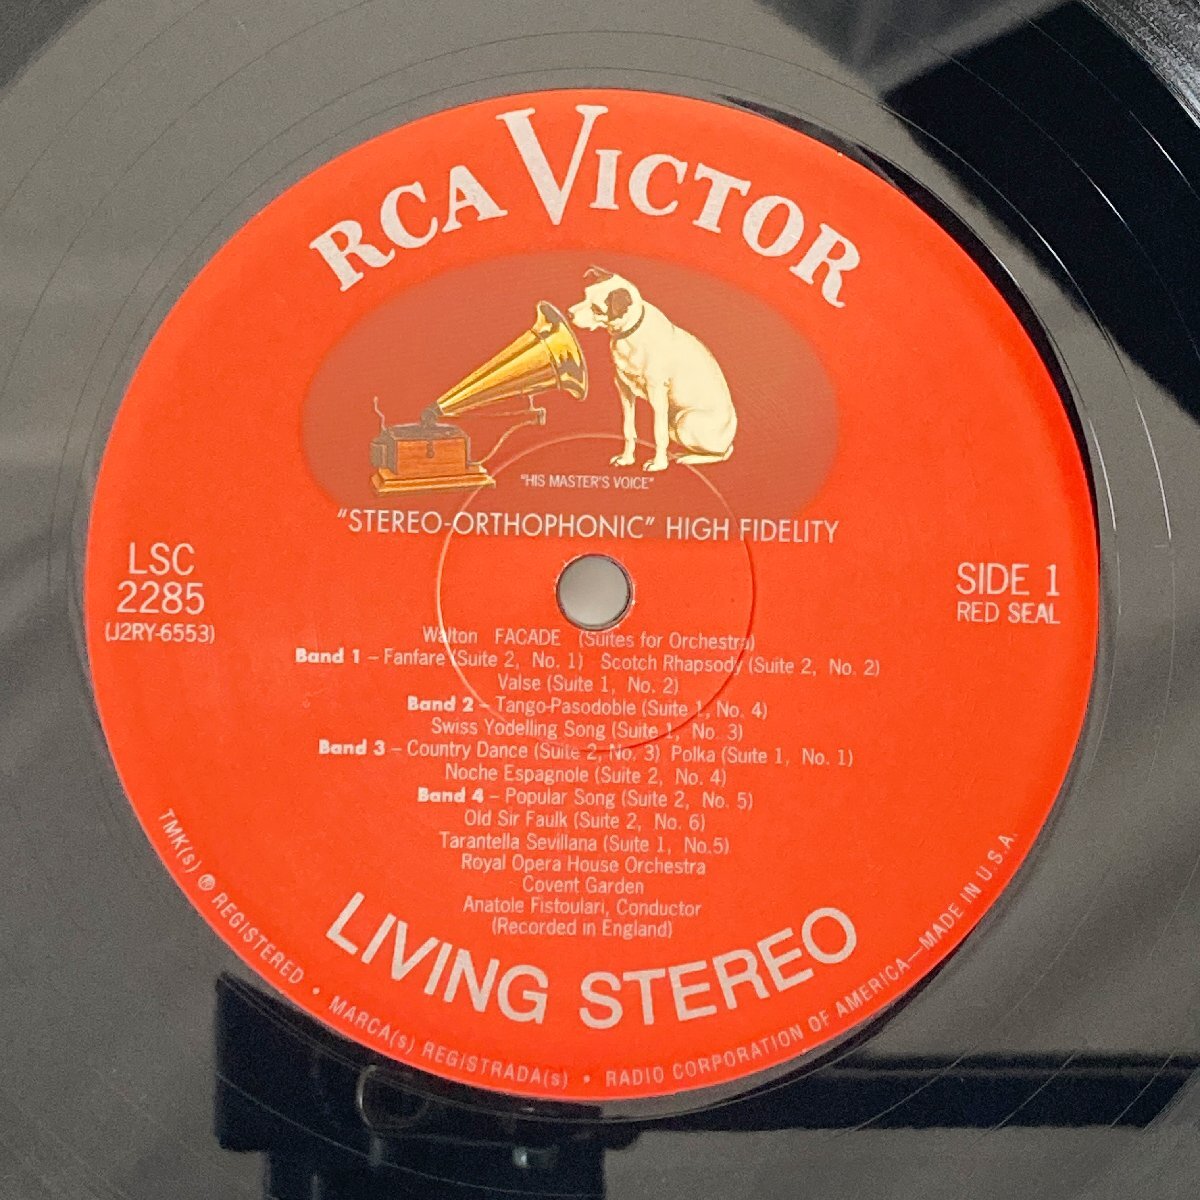 RCA VICTOR
"HIS MASTER'S VOICE"
"STEREO-ORTHOPHONIC" HIGH FIDELITY
LSC
2285
(J2RY-6553)
SIDE 1
RED SEAL
Walton FACADE (Suites for Orchestra)
Band 1 – Fanfare (Suite 2, No. 1) Scotch Rhapsody (Suite 2, No. 2)
Valse (Suite 1, No. 2)
Band 2 – Tango-Pasodoble (Suite 1, No. 4)
Swiss Yodelling Song (Suite 1, No. 3)
Band 3 – Country Dance (Suite 2, No. 3) Polka (Suite 1, No. 1)
Noche Espagnole (Suite 2, No. 4)
Band 4 – Popular Song (Suite 2, No. 5)
Old Sir Faulk (Suite 2, No. 6)
Tarantella Sevillana (Suite 1, No.5)
Royal Opera House Orchestra
Covent Garden
Anatole Fistoulari, Conductor
(Recorded in England)
LIVING STEREO
TMK(s) ® REGISTERED • MARCA(s) REGISTRADA(s) • RADIO CORPORATION OF AMERICA—MADE IN U.S.A.